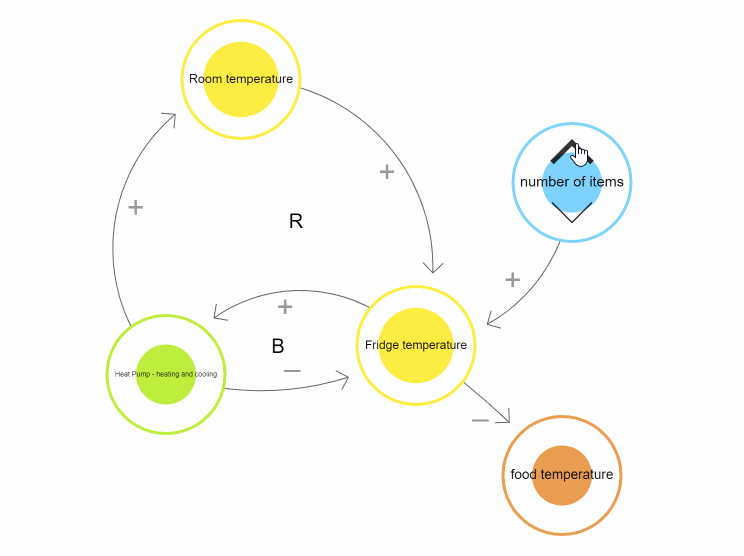 Room temperature
+
number of items
+
R
+
+
Fridge temperature
B
–
Heat Pump - heating and cooling
–
food temperature